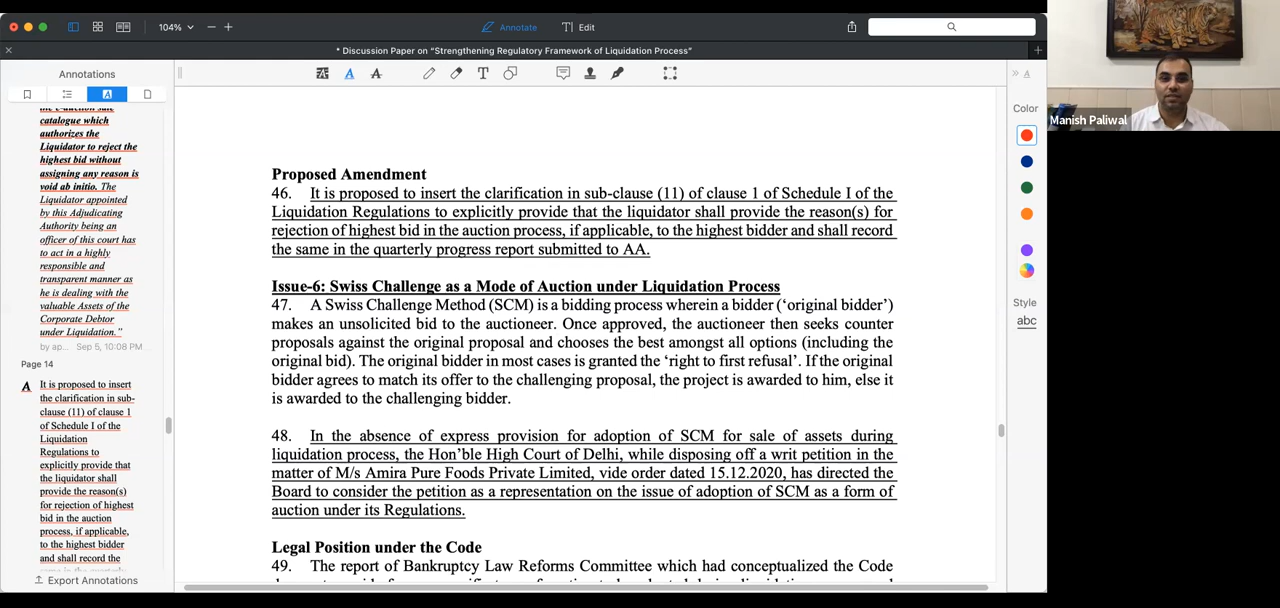 104%
Annotate
Edit
* Discussion Paper on “Strengthening Regulatory Framework of Liquidation Process”
Annotations
the e-auction sale
catalogue which
authorizes the
Liquidator to reject the
highest bid without
assigning any reason is
void ab initio. The
Liquidator appointed
by this Adjudicating
Authority being an
officer of this court has
to act in a highly
responsible and
transparent manner as
he is dealing with the
valuable Assets of the
Corporate Debtor
under Liquidation.”
by ap... Sep 5, 10:08 PM
Page 14
It is proposed to insert
the clarification in sub-
clause (11) of clause 1
of Schedule I of the
Liquidation
Regulations to
explicitly provide that
the liquidator shall
provide the reason(s)
for rejection of highest
bid in the auction
process, if applicable,
to the highest bidder
and shall record the
Export Annotations
Proposed Amendment
46. It is proposed to insert the clarification in sub-clause (11) of clause 1 of Schedule I of the
Liquidation Regulations to explicitly provide that the liquidator shall provide the reason(s) for
rejection of highest bid in the auction process, if applicable, to the highest bidder and shall record
the same in the quarterly progress report submitted to AA.
Issue-6: Swiss Challenge as a Mode of Auction under Liquidation Process
47. A Swiss Challenge Method (SCM) is a bidding process wherein a bidder (‘original bidder’)
makes an unsolicited bid to the auctioneer. Once approved, the auctioneer then seeks counter
proposals against the original proposal and chooses the best amongst all options (including the
original bid). The original bidder in most cases is granted the ‘right to first refusal’. If the original
bidder agrees to match its offer to the challenging proposal, the project is awarded to him, else it
is awarded to the challenging bidder.
48. In the absence of express provision for adoption of SCM for sale of assets during
liquidation process, the Hon’ble High Court of Delhi, while disposing off a writ petition in the
matter of M/s Amira Pure Foods Private Limited, vide order dated 15.12.2020, has directed the
Board to consider the petition as a representation on the issue of adoption of SCM as a form of
auction under its Regulations.
Legal Position under the Code
49. The report of Bankruptcy Law Reforms Committee which had conceptualized the Code
Color
Style
abc
Manish Paliwal